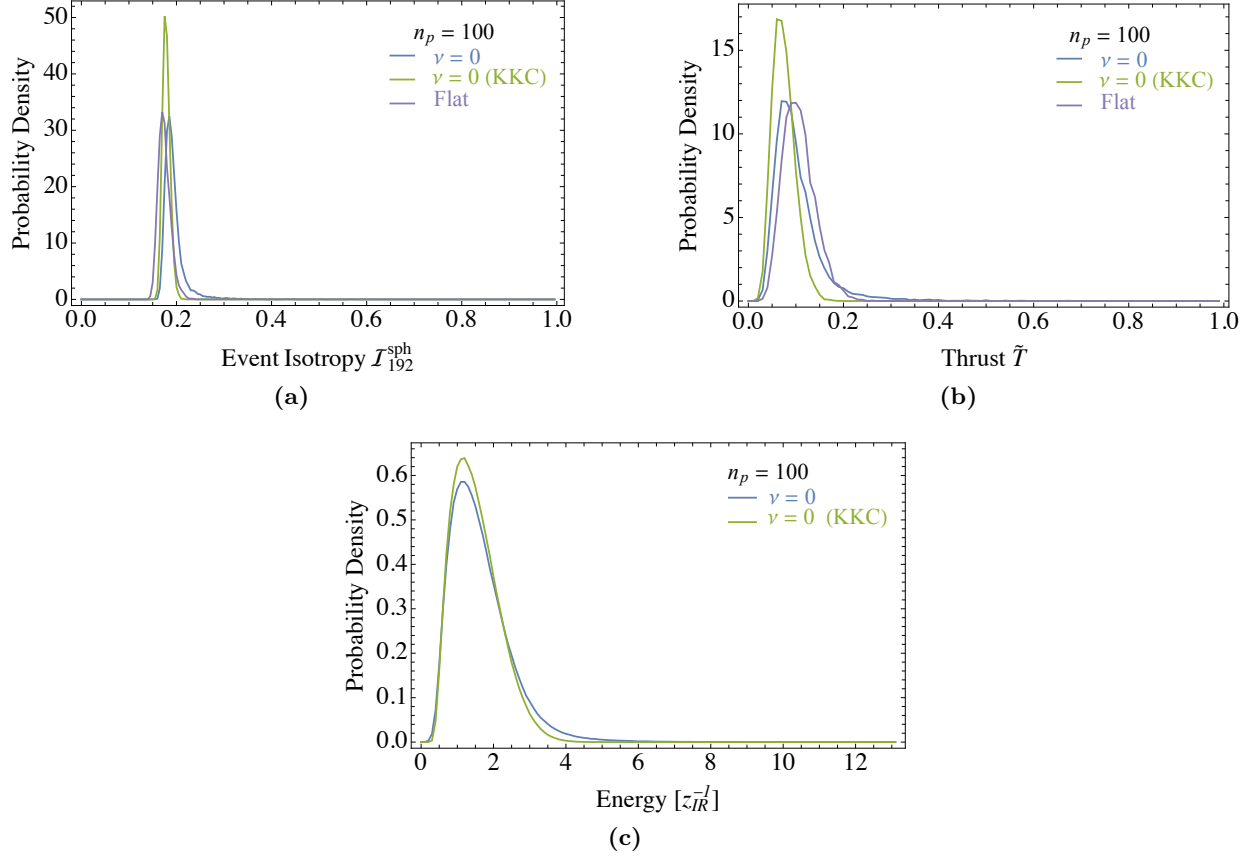 n_p = 100
ν = 0
ν = 0 (KKC)
Flat
Probability Density
0
10
20
30
40
50
0.0
0.2
0.4
0.6
0.8
1.0
Event Isotropy I^sph_192
(a)
n_p = 100
ν = 0
ν = 0 (KKC)
Flat
Probability Density
0
5
10
15
0.0
0.2
0.4
0.6
0.8
1.0
Thrust T̃
(b)
n_p = 100
ν = 0
ν = 0 (KKC)
Probability Density
0.0
0.1
0.2
0.3
0.4
0.5
0.6
0
2
4
6
8
10
12
Energy [z_IR^-1]
(c)